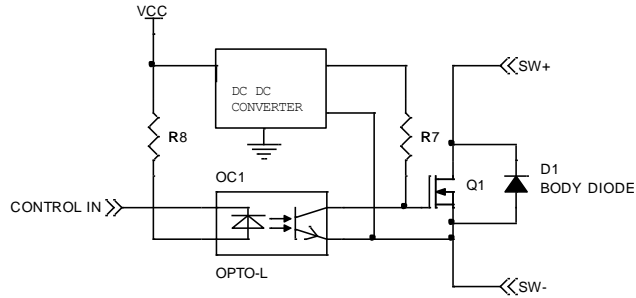 VCC
SW+
DC DC
CONVERTER
R8
R7
OC1
Q1
D1
BODY DIODE
CONTROL IN
OPTO-L
SW-